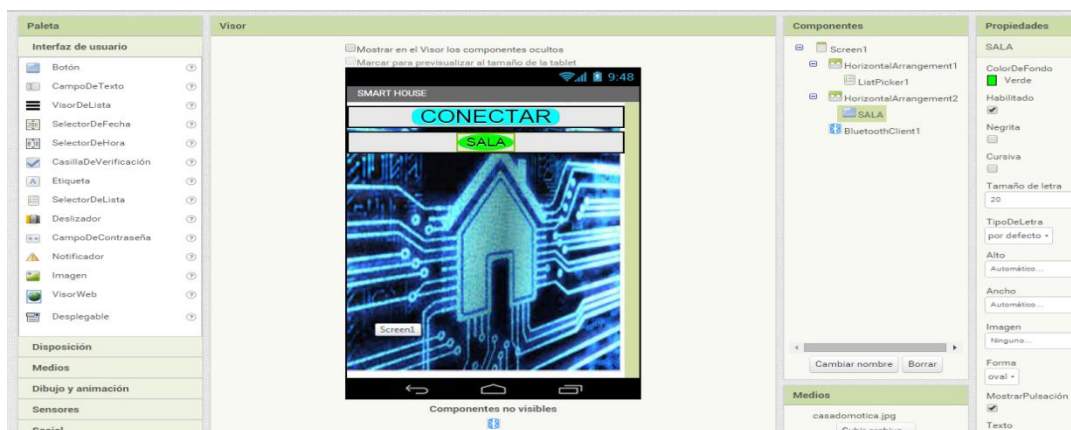 Paleta
Interfaz de usuario
Botón
CampoDeTexto
VisorDeLista
SelectorDeFecha
SelectorDeHora
CasillaDeVerificación
Etiqueta
SelectorDeLista
Deslizador
CampoDeContraseña
Notificador
Imagen
VisorWeb
Desplegable
Disposición
Medios
Dibujo y animación
Sensores
Social
Visor
Mostrar en el Visor los componentes ocultos
Marcar para previsualizar al tamaño de la tablet
9:48
SMART HOUSE
CONECTAR
SALA
Screen1
Componentes no visibles
Componentes
Screen1
HorizontalArrangement1
ListPicker1
HorizontalArrangement2
SALA
BluetoothClient1
Cambiar nombre Borrar
Medios
casadomotica.jpg
Subir archivo...
Propiedades
SALA
ColorDeFondo
Verde
Habilitado
Negrita
Cursiva
Tamaño de letra
20
TipoDeLetra
por defecto
Alto
Automático...
Ancho
Automático...
Imagen
Ninguno...
Forma
oval
MostrarPulsación
Texto